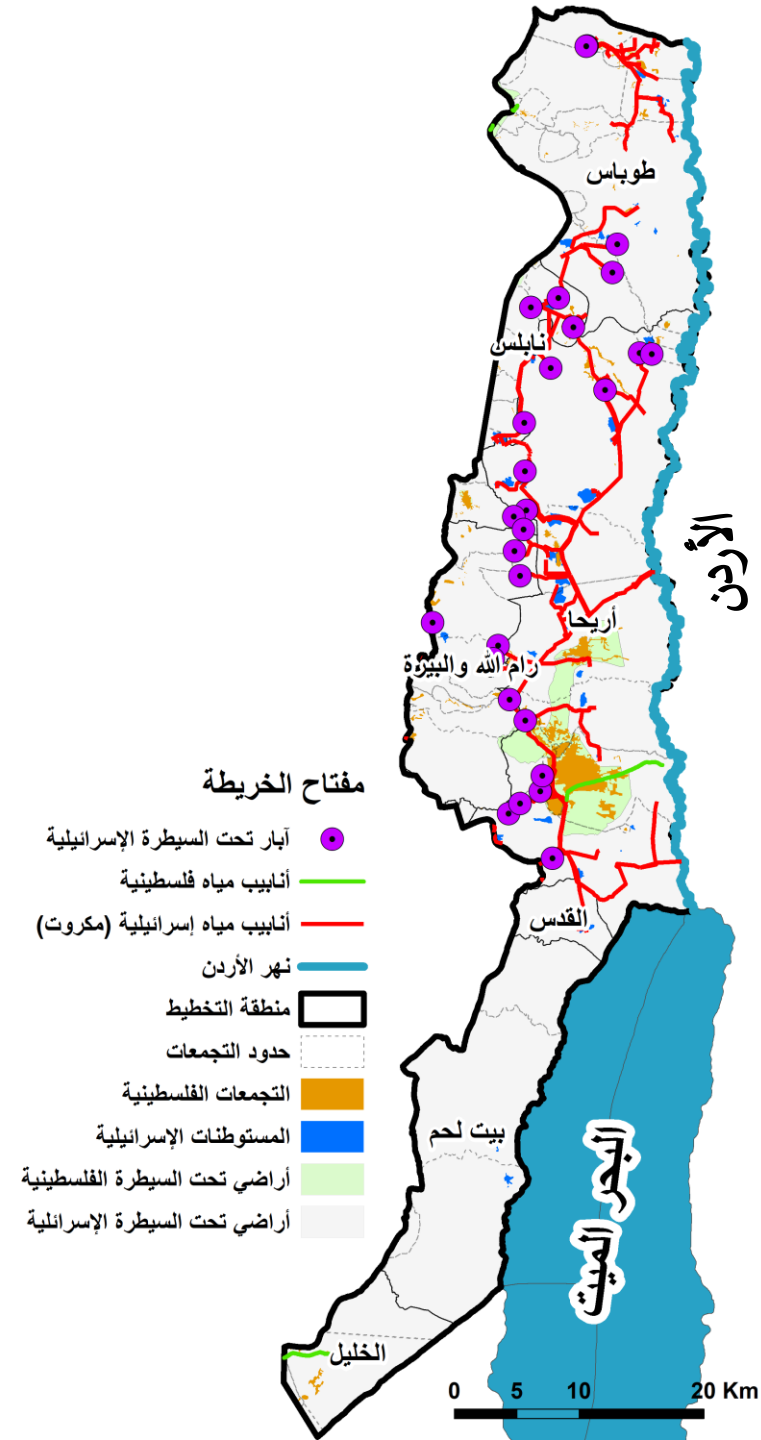 طوباس
نابلس
الأردن
أريحا
رام الله والبيرة
مفتاح الخريطة
آبار تحت السيطرة الإسرائيلية
أنابيب مياه فلسطينية
أنابيب مياه إسرائيلية (مكروت)
نهر الأردن
منطقة التخطيط
حدود التجمعات
التجمعات الفلسطينية
المستوطنات الإسرائيلية
أراضي تحت السيطرة الفلسطينية
أراضي تحت السيطرة الإسرائلية
القدس
بيت لحم
البحر الميت
الخليل
0 5 10 20 Km